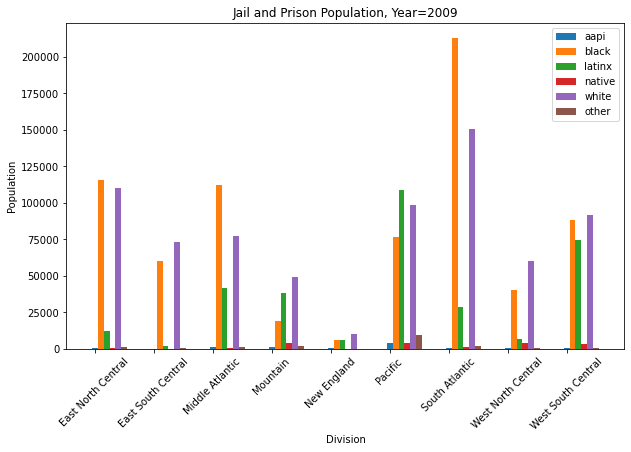 Jail and Prison Population, Year=2009
aapi
black
latinx
native
white
other
Population
200000
175000
150000
125000
100000
75000
50000
25000
0
East North Central
East South Central
Middle Atlantic
Mountain
New England
Pacific
South Atlantic
West North Central
West South Central
Division